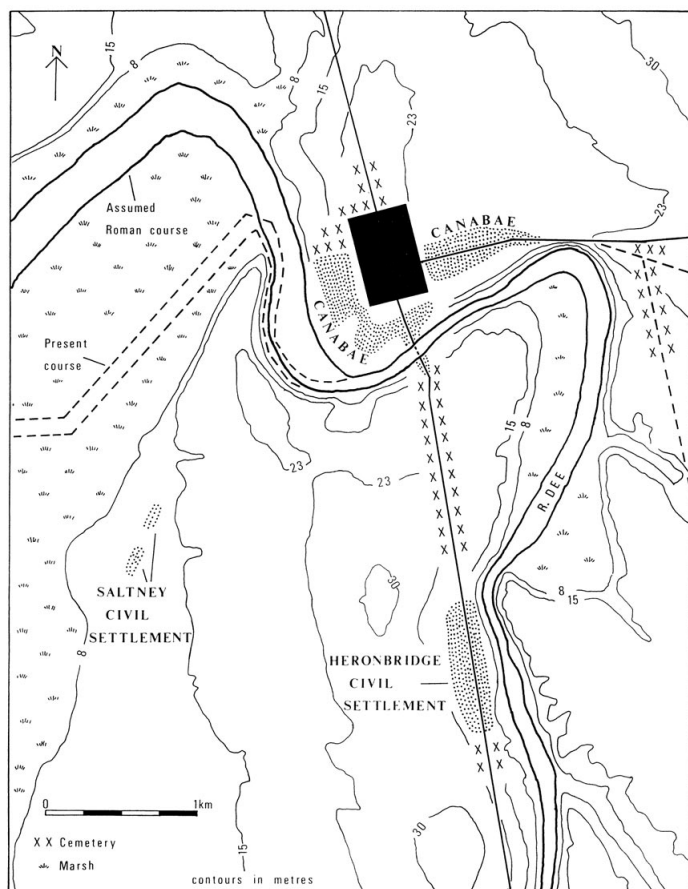 15
8
N
8
15
23
30
Assumed
Roman course
CANABAE
23
CANABAE
Present
course
15
8
23
23
R. DEE
30
8
15
SALTNEY
CIVIL
SETTLEMENT
8
HERONBRIDGE
CIVIL
SETTLEMENT
0 1km
X X Cemetery
Marsh
15
30
contours in metres